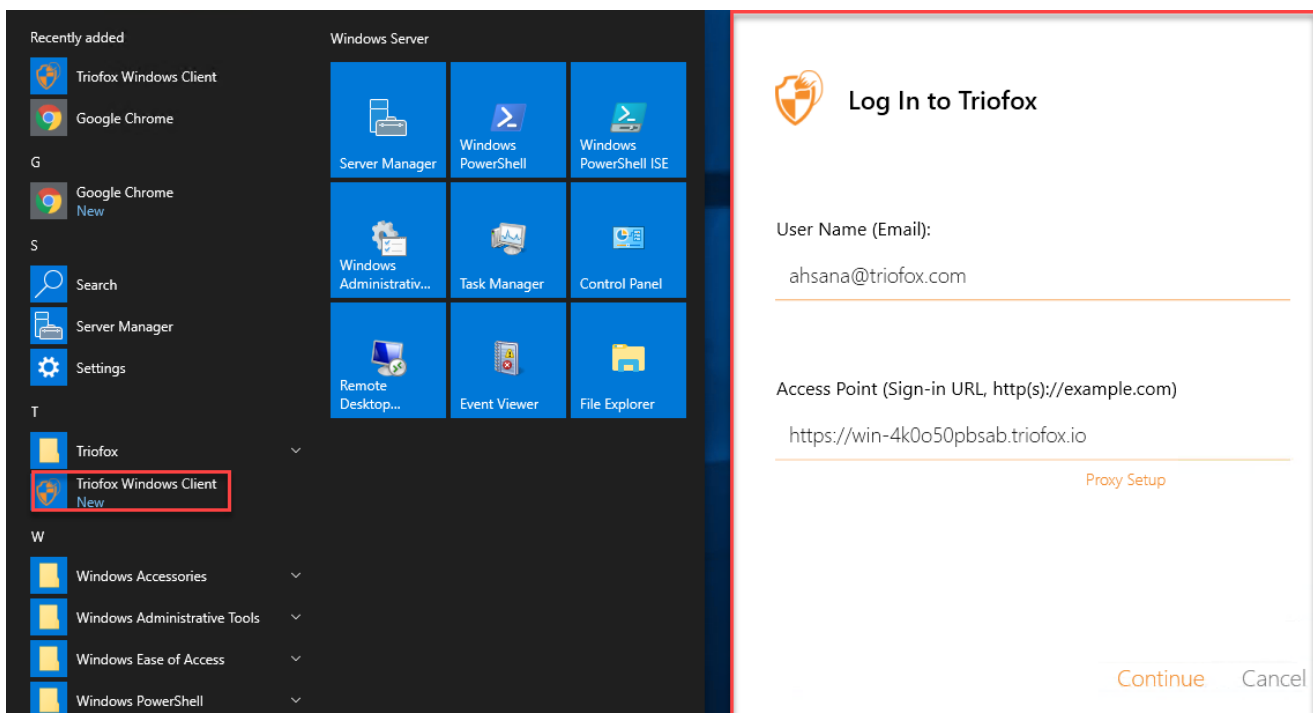 Recently added
Triofox Windows Client
Google Chrome
G
Google Chrome
New
S
Search
Server Manager
Settings
T
Triofox
Triofox Windows Client
New
W
Windows Accessories
Windows Administrative Tools
Windows Ease of Access
Windows PowerShell
Windows Server
Server Manager
Windows
PowerShell
Windows
PowerShell ISE
Windows
Administrativ...
Task Manager
Control Panel
Remote
Desktop...
Event Viewer
File Explorer
Log In to Triofox
User Name (Email):
ahsana@triofox.com
Access Point (Sign-in URL, http(s)://example.com)
https://win-4k0o50pbsab.triofox.io
Proxy Setup
Continue Cancel